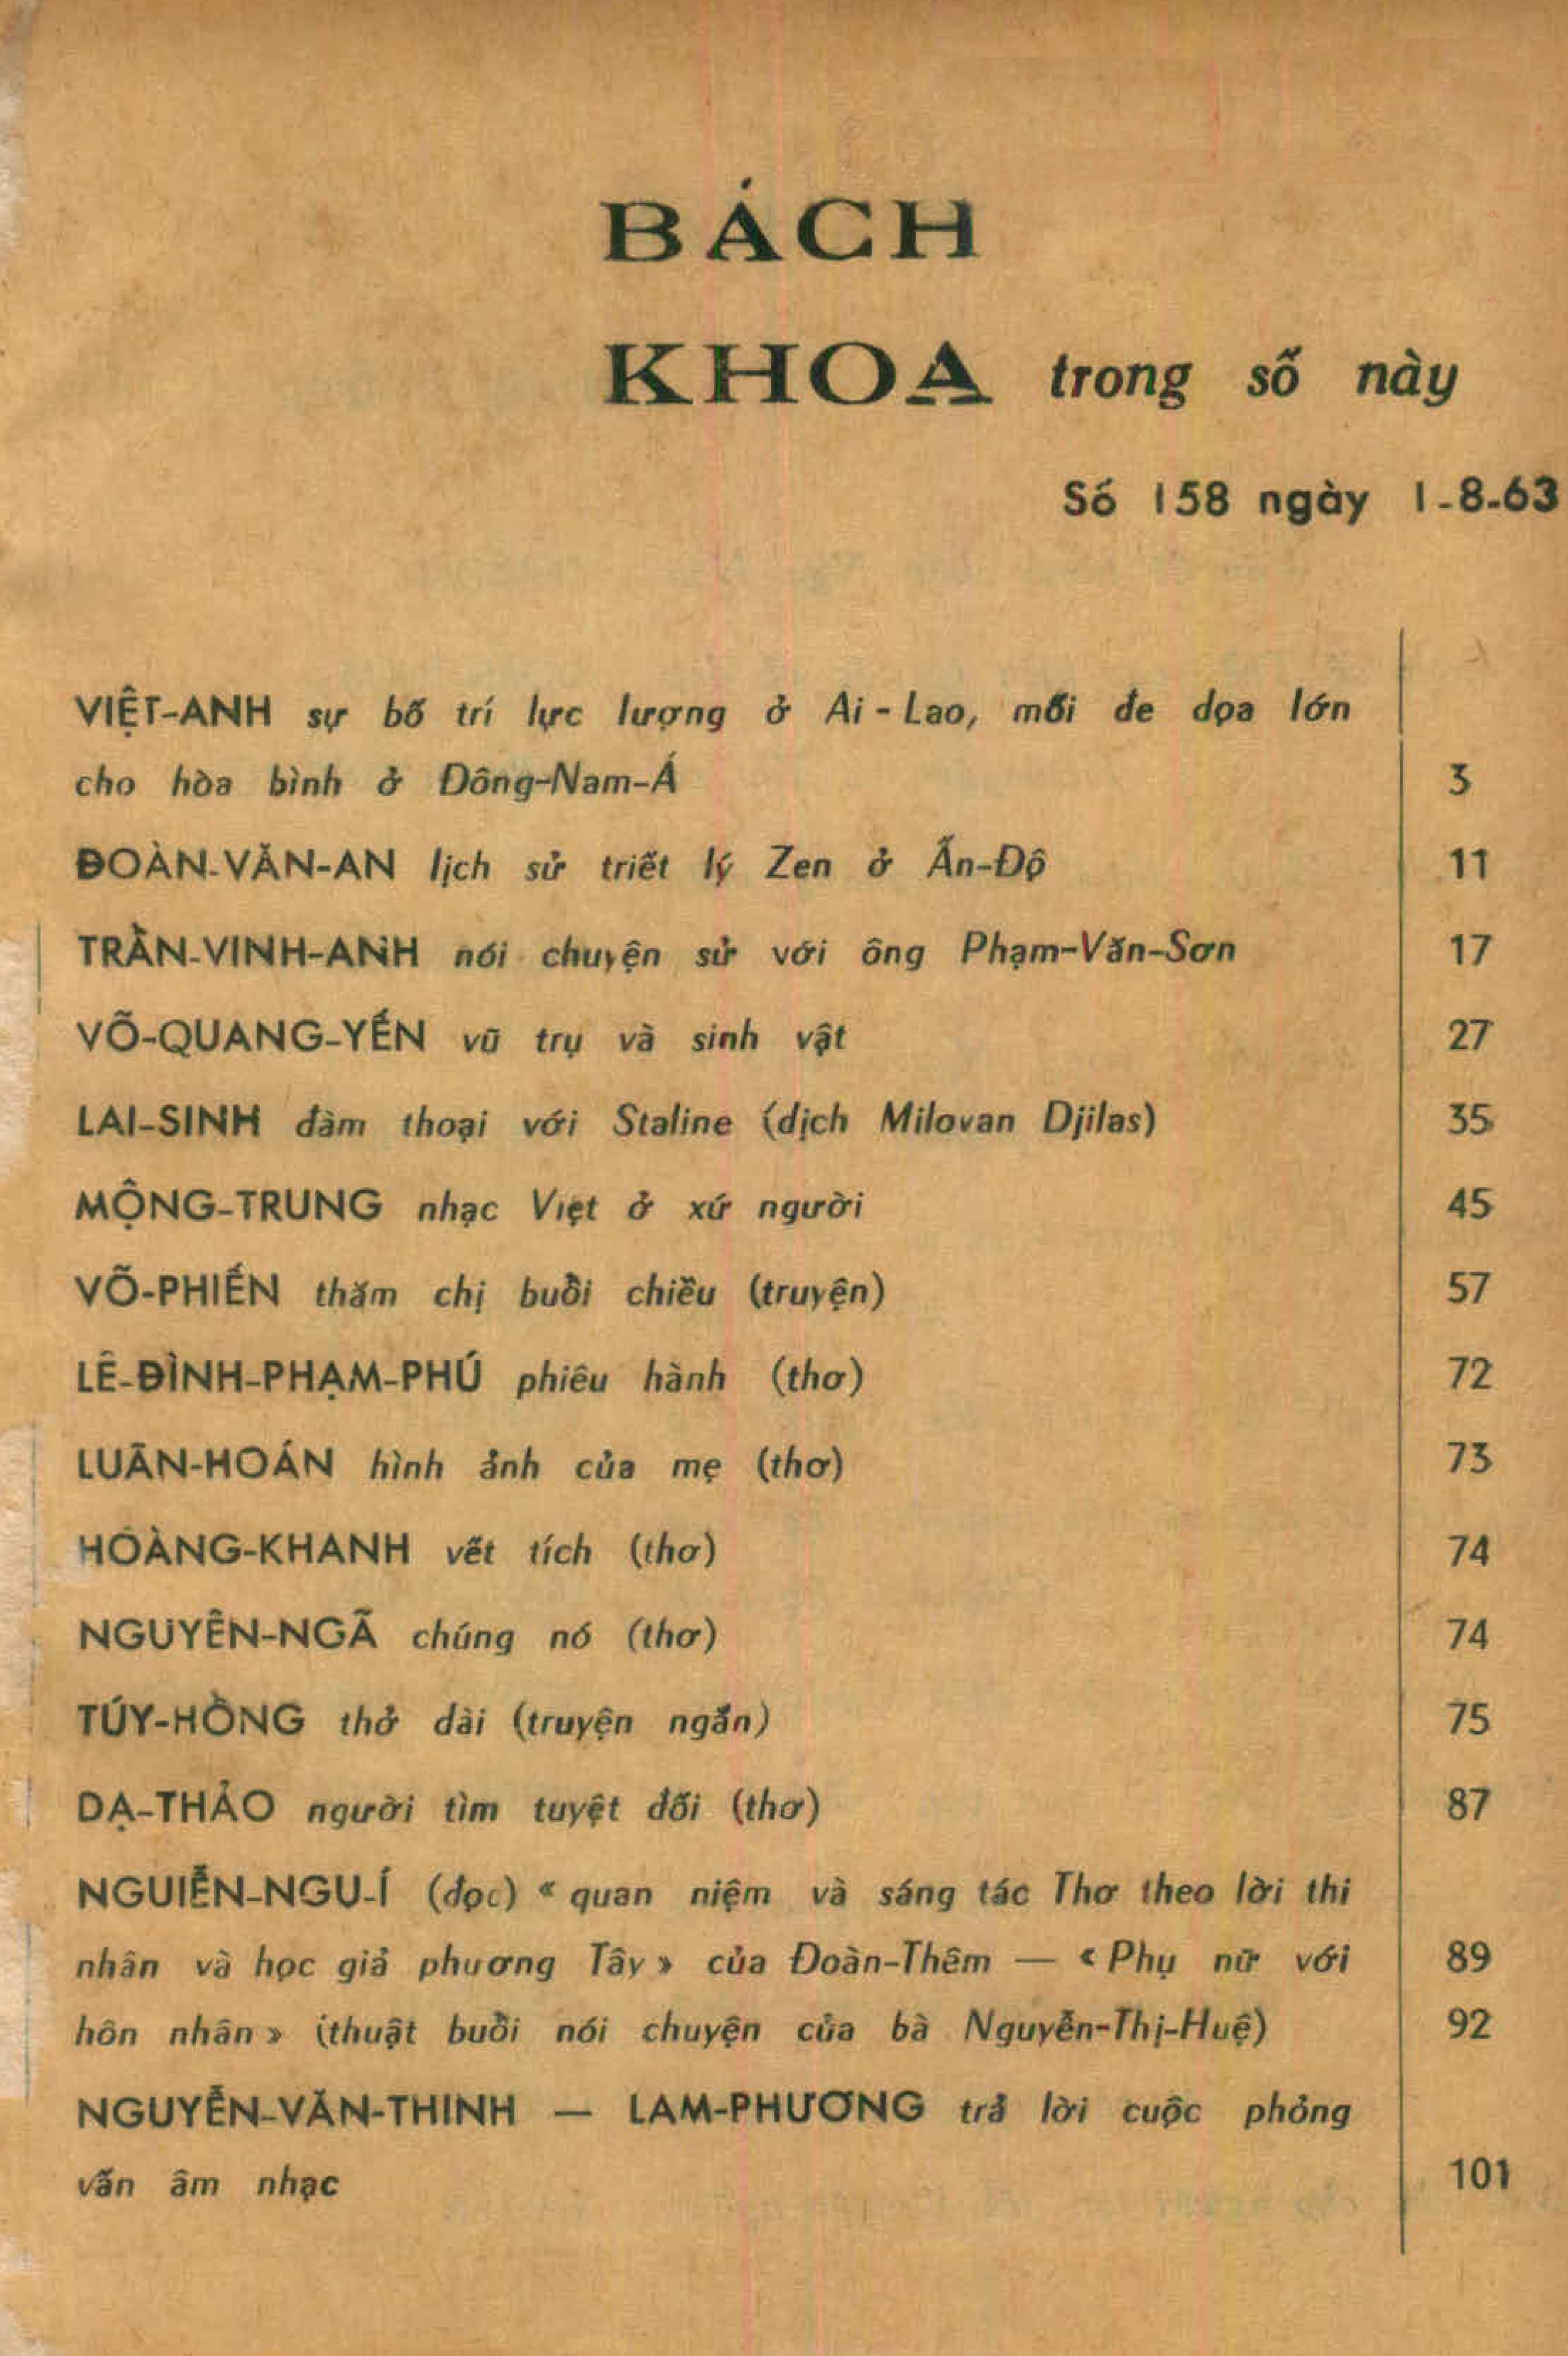 BÁCH
KHOA trong số này
Số 158 ngày 1-8-63
VIỆT-ANH sự bố trí lực lượng ở Ai-Lao, mối đe dọa lớn
cho hòa bình ở Đông-Nam-Á 3
ĐOÀN-VĂN-AN lịch sử triết lý Zen ở Ấn-Độ 11
TRẦN-VINH-ANH nói chuyện sử với ông Phạm-Văn-Sơn 17
VÕ-QUANG-YẾN vũ trụ và sinh vật 27
LAI-SINH đàm thoại với Staline (dịch Milovan Djilas) 35
MỘNG-TRUNG nhạc Việt ở xứ người 45
VÕ-PHIẾN thăm chị buổi chiều (truyện) 57
LÊ-ĐÌNH-PHẠM-PHÚ phiêu hành (thơ) 72
LUÂN-HOÁN hình ảnh của mẹ (thơ) 73
HOÀNG-KHANH vết tích (thơ) 74
NGUYÊN-NGÃ chúng nó (thơ) 74
TÚY-HỒNG thở dài (truyện ngắn) 75
DẠ-THẢO người tìm tuyệt đối (thơ) 87
NGUIỄN-NGU-Í (đọc) « quan niệm và sáng tác Thơ theo lời thi
nhân và học giả phương Tây » của Đoàn-Thêm — « Phụ nữ với 89
hôn nhân » (thuật buổi nói chuyện của bà Nguyễn-Thị-Huệ) 92
NGUYỄN-VĂN-THINH — LAM-PHƯƠNG trả lời cuộc phỏng
vấn âm nhạc 101